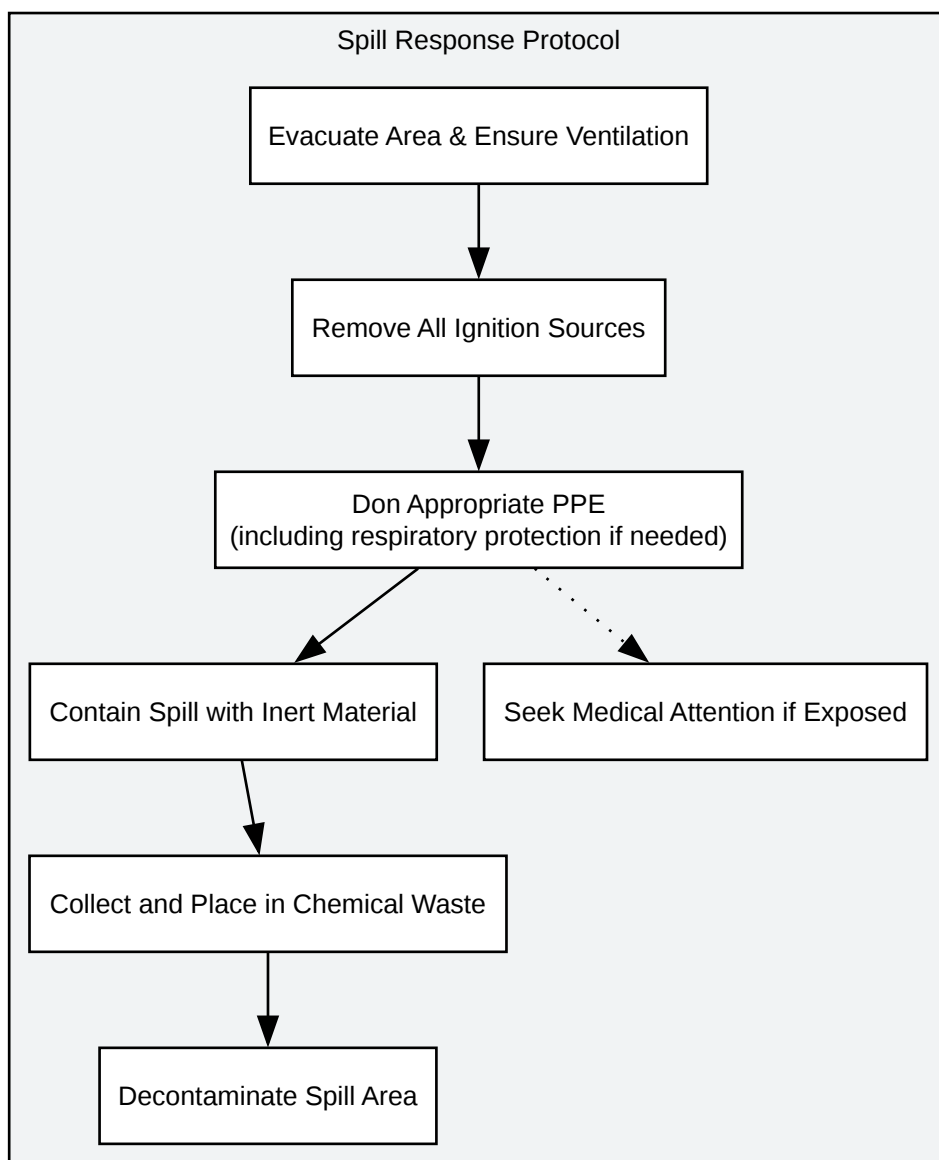 Spill Response Protocol
Evacuate Area & Ensure Ventilation
Remove All Ignition Sources
Don Appropriate PPE
(including respiratory protection if needed)
Contain Spill with Inert Material
Seek Medical Attention if Exposed
Collect and Place in Chemical Waste
Decontaminate Spill Area